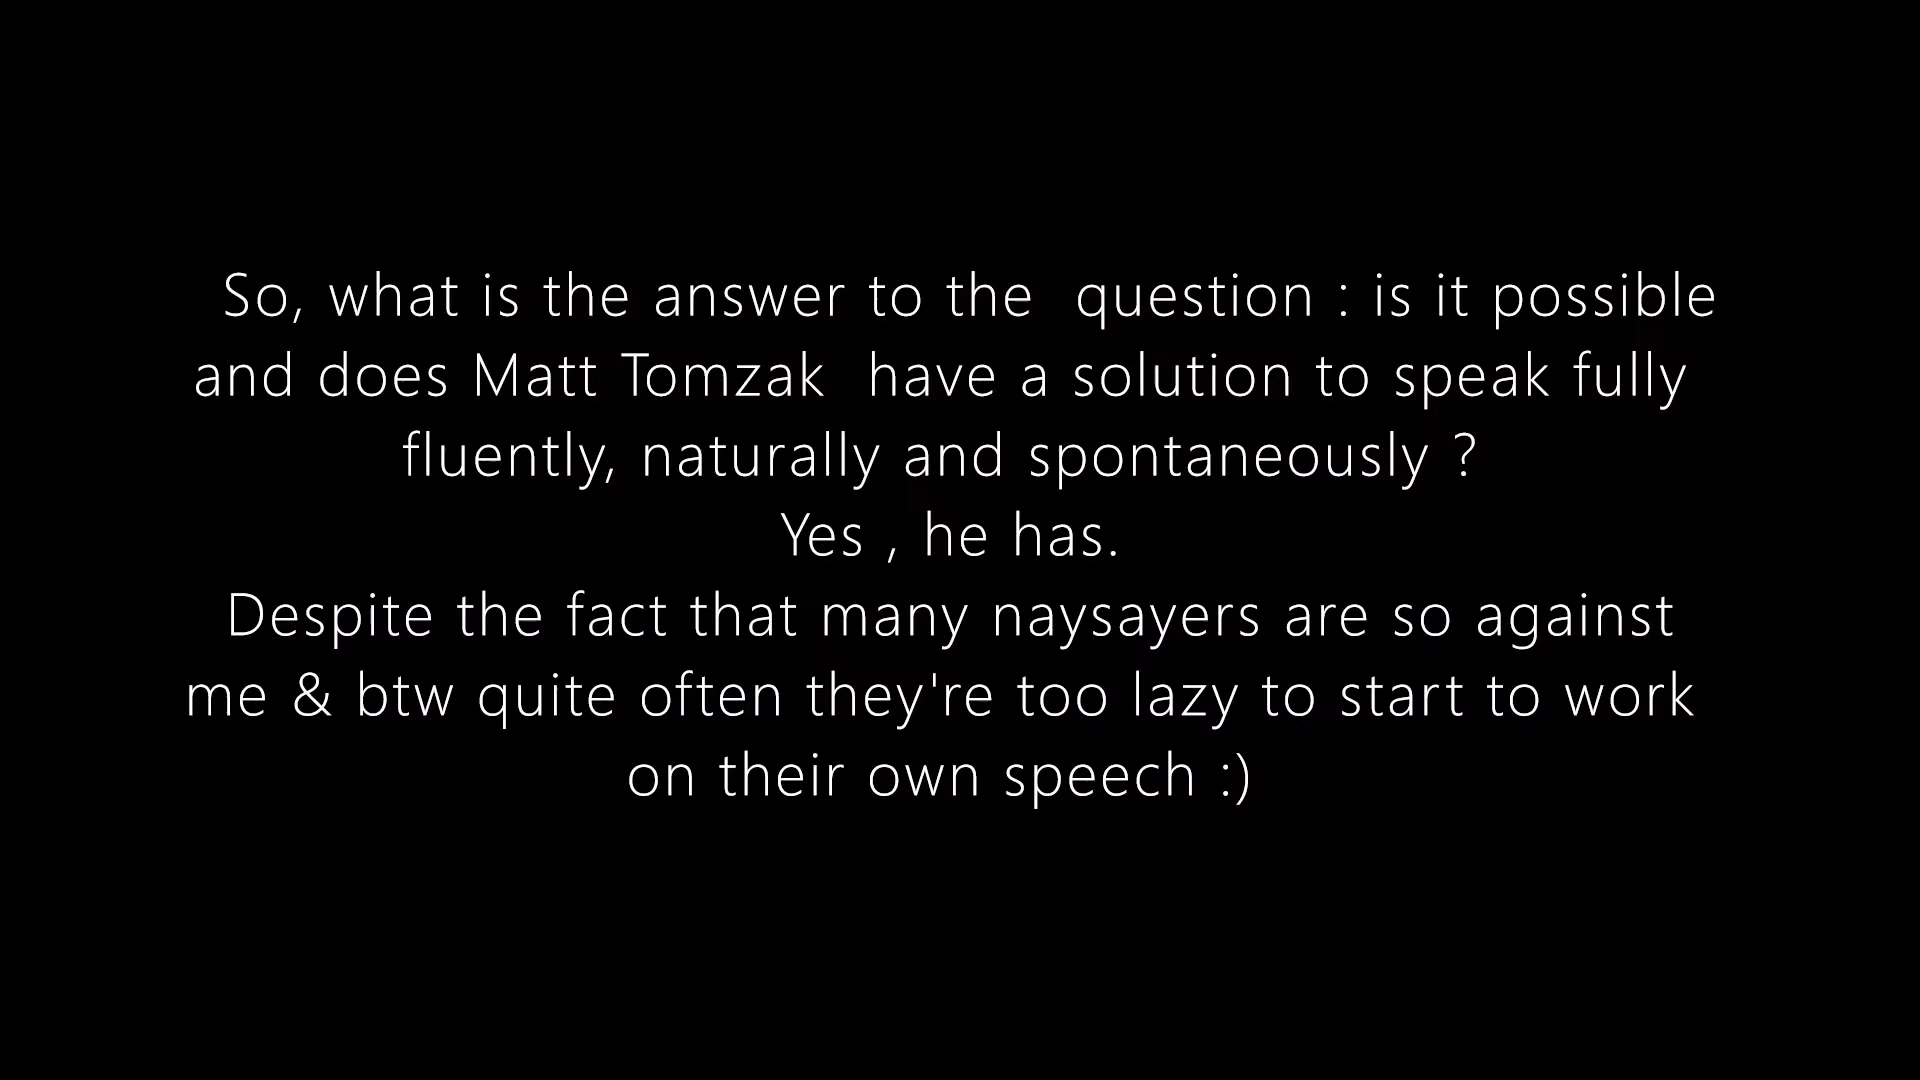 So, what is the answer to the  question : is it possible
and does Matt Tomzak  have a solution to speak fully
fluently, naturally and spontaneously ?
Yes , he has.
Despite the fact that many naysayers are so against
me & btw quite often they're too lazy to start to work
on their own speech :)